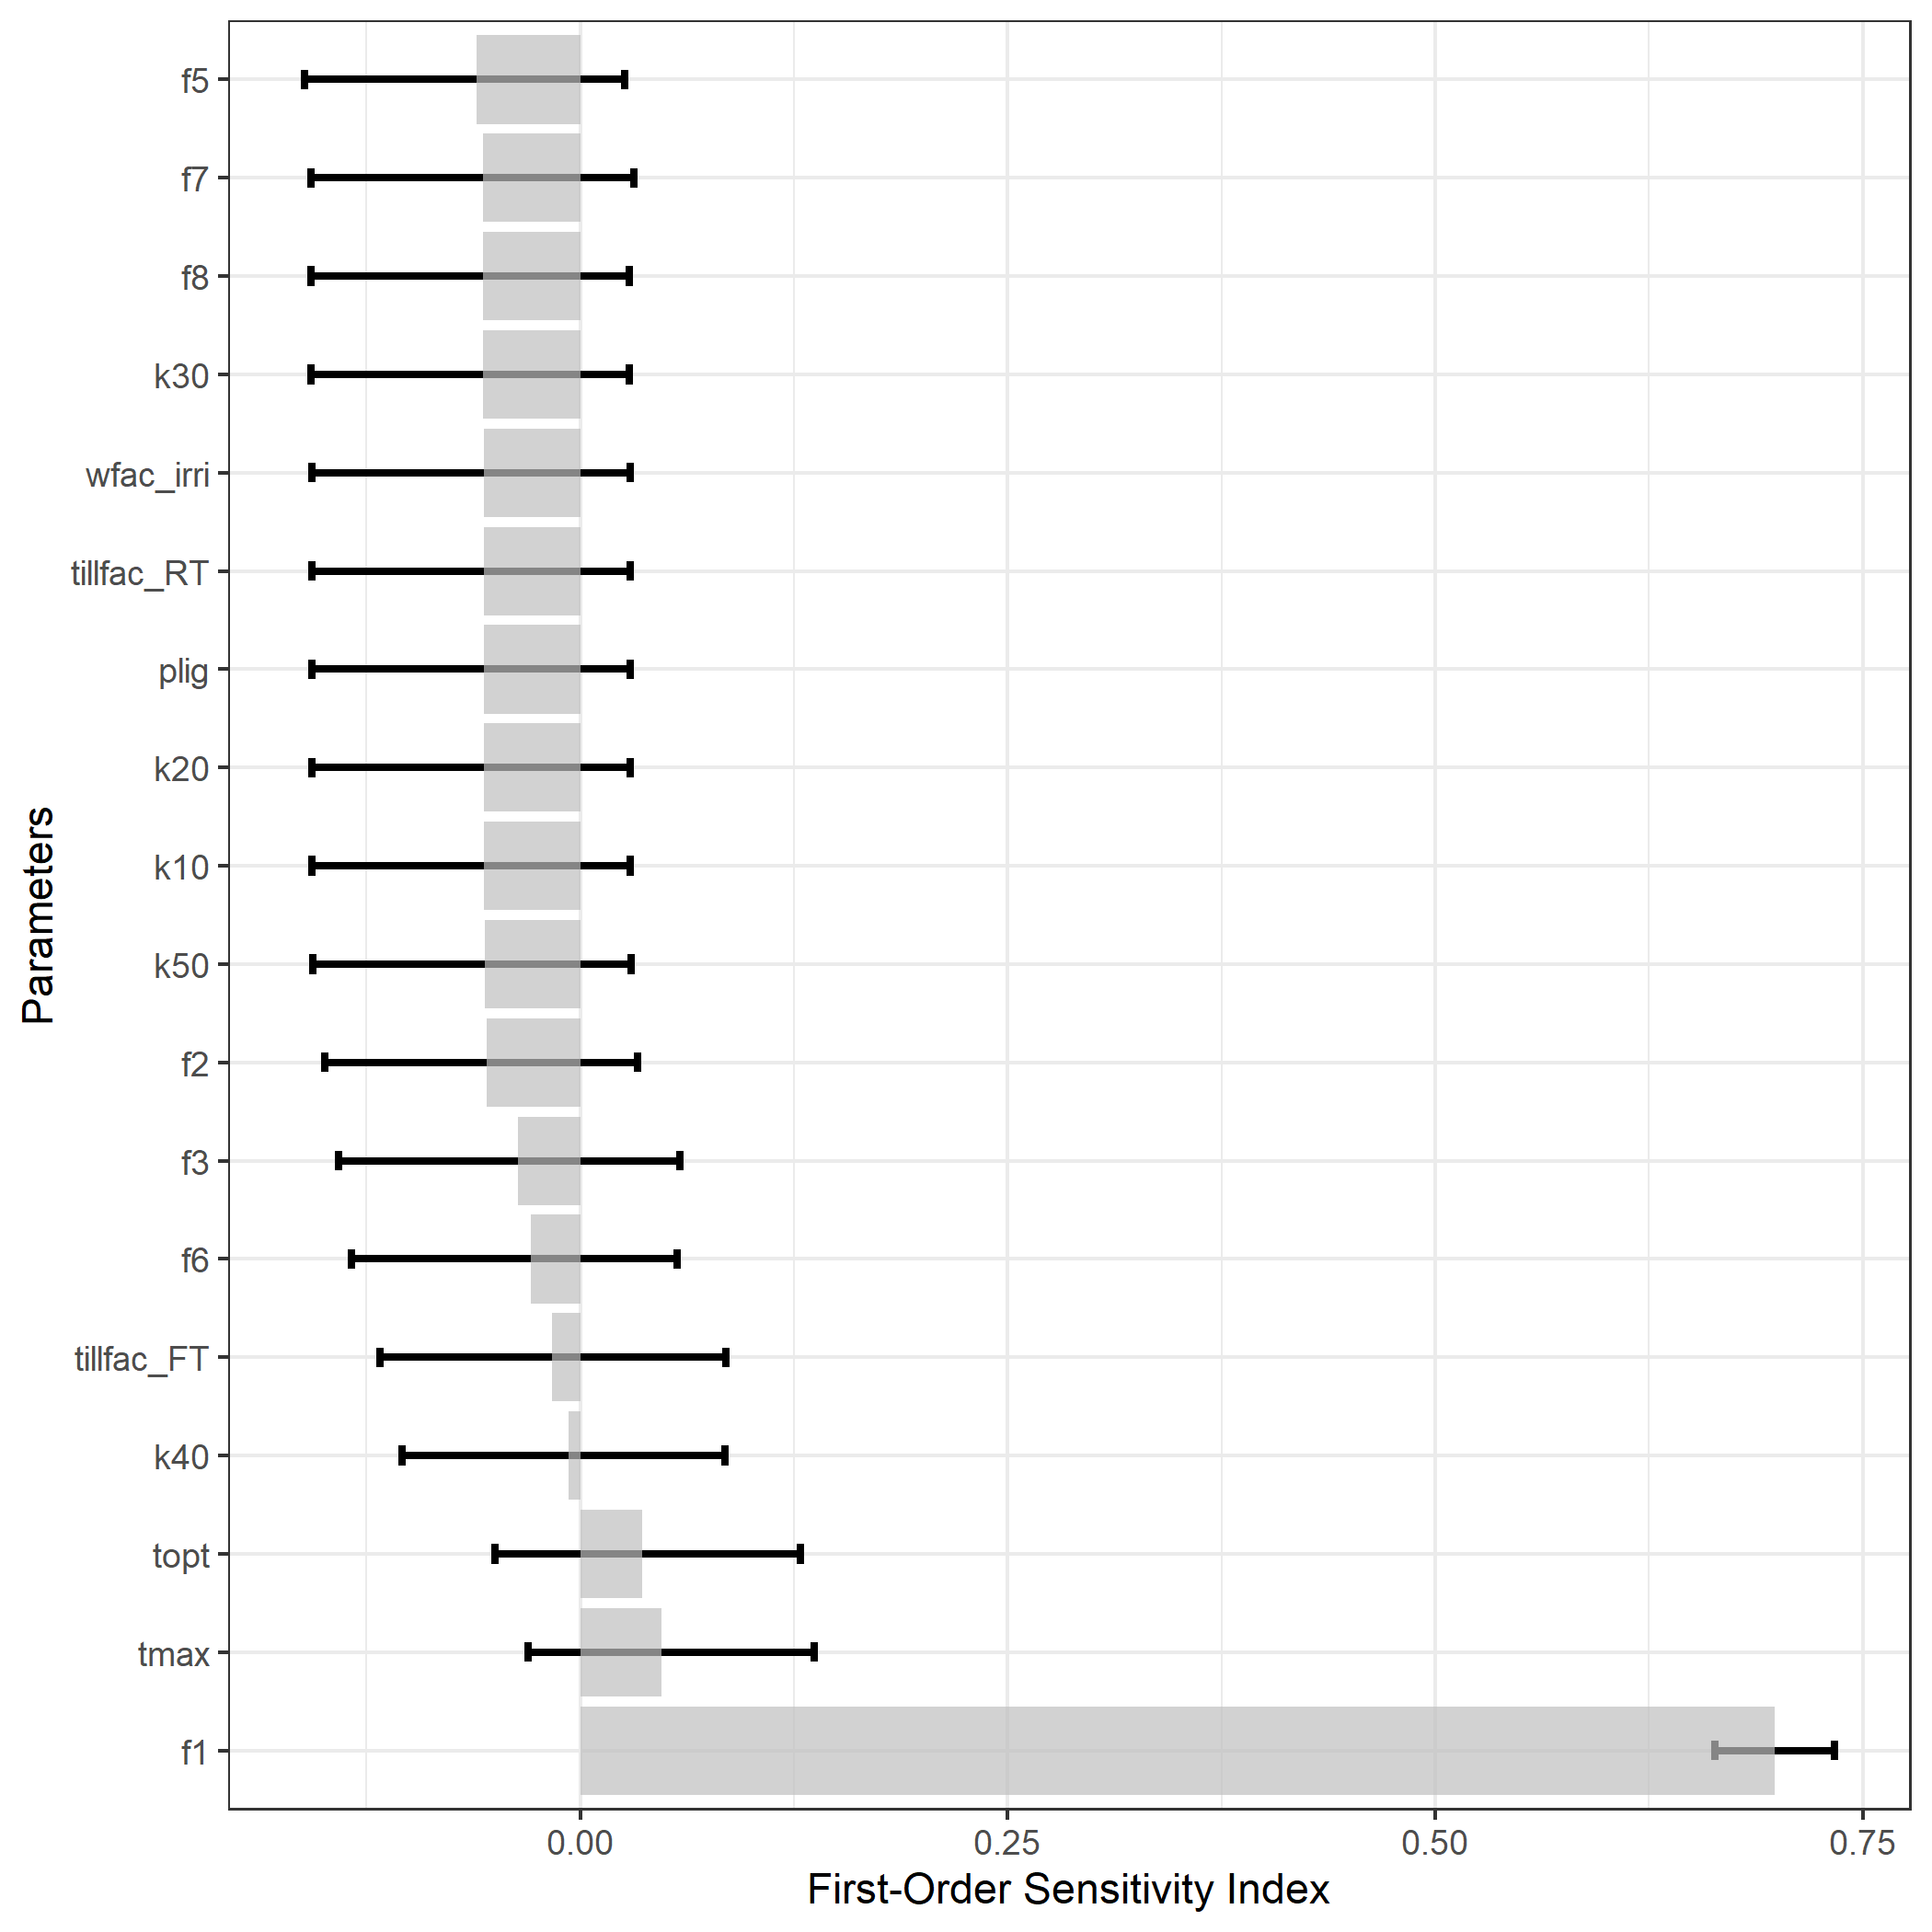 f5
f7
f8
k30
wfac_irri
tillfac_RT
plig
k20
k10
k50
f2
f3
f6
tillfac_FT
k40
topt
tmax
f1
Parameters
0.00 0.25 0.50 0.75
First-Order Sensitivity Index